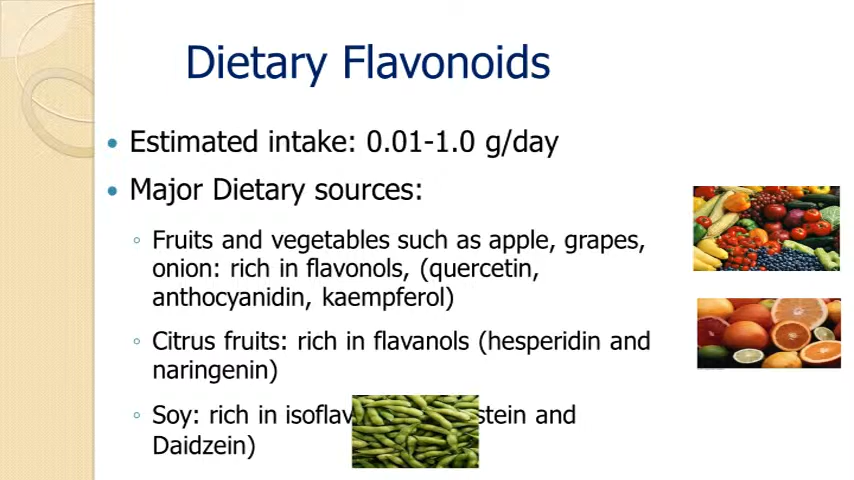 Dietary Flavonoids
Estimated intake: 0.01-1.0 g/day
Major Dietary sources:
Fruits and vegetables such as apple, grapes,
onion: rich in flavonols, (quercetin,
anthocyanidin, kaempferol)
Citrus fruits: rich in flavanols (hesperidin and
naringenin)
Soy: rich in isoflav stein and
Daidzein)